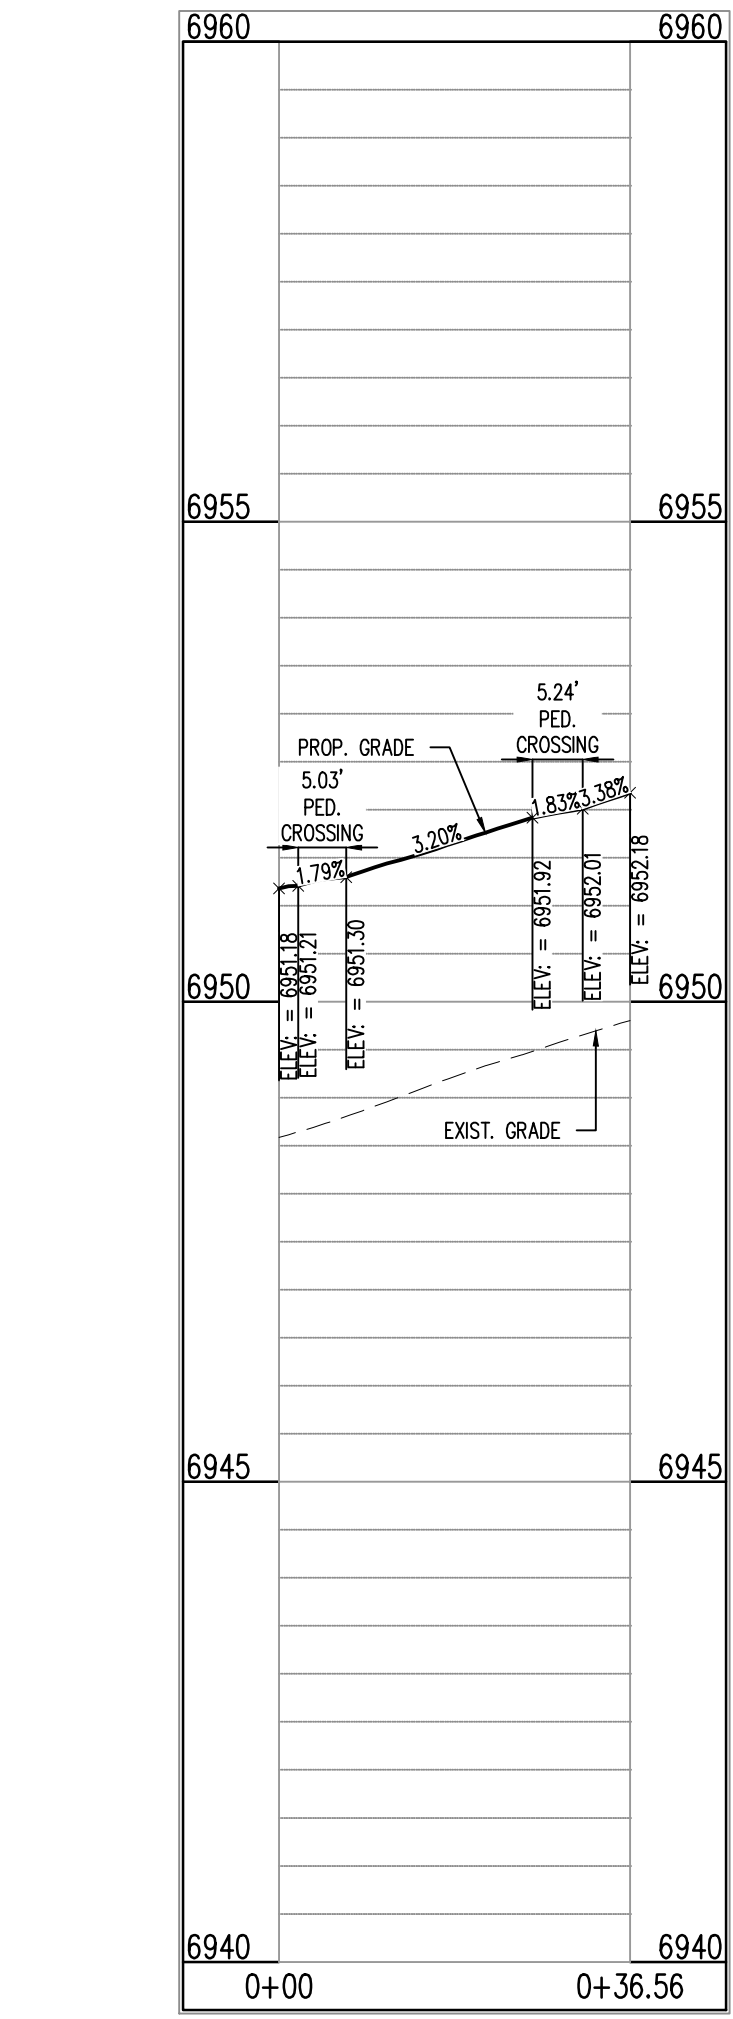 6960 6960
6955 6955
5.24'
PED.
CROSSING
PROP. GRADE
5.03'
PED.
CROSSING
1.79%
3.20%
1.83%
3.38%
ELEV: = 6951.18
ELEV: = 6951.21
ELEV: = 6951.30
ELEV: = 6951.92
ELEV: = 6952.01
ELEV: = 6952.18
6950 6950
EXIST. GRADE
6945 6945
6940 6940
0+00 0+36.56